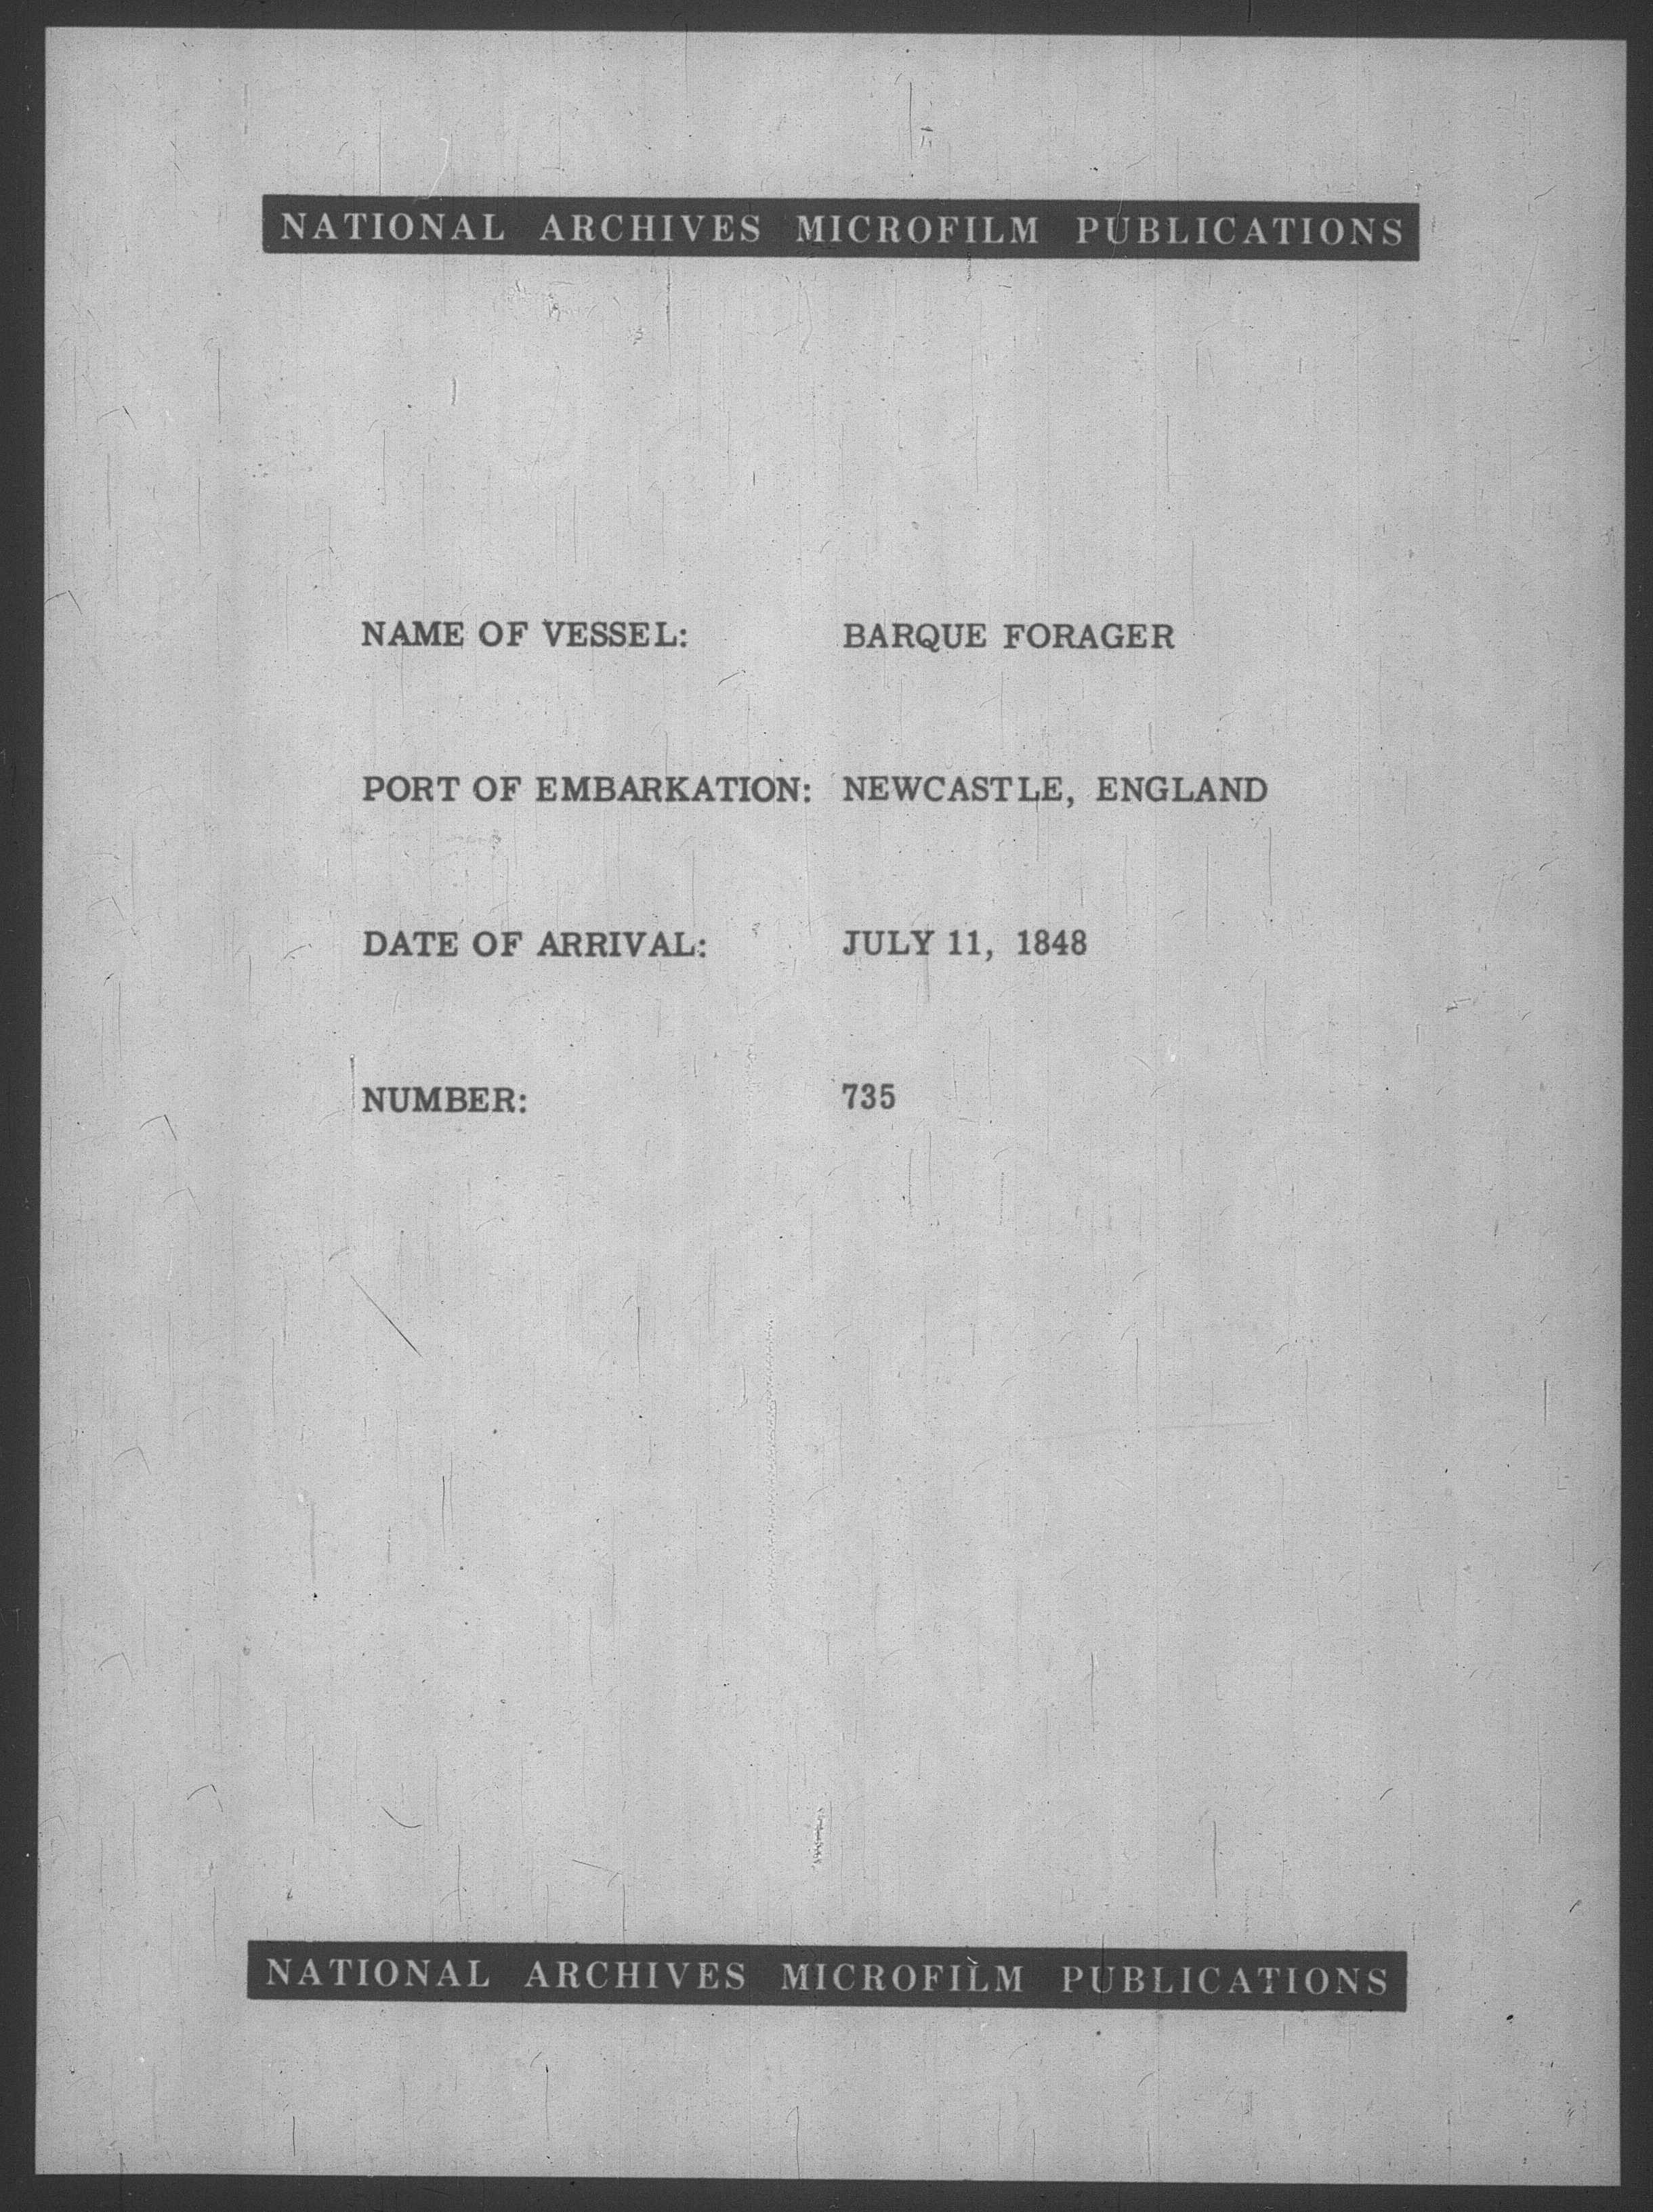 NATIONAL ARCHIVES MICROFILM PUBLICATIONS
NAME OF VESSEL: BARQUE FORAGER
PORT OF EMBARKATION: NEWCASTLE, ENGLAND
DATE OF ARRIVAL: JULY 11, 1848
NUMBER: 735
NATIONAL ARCHIVES MICROFILM PUBLICATIONS